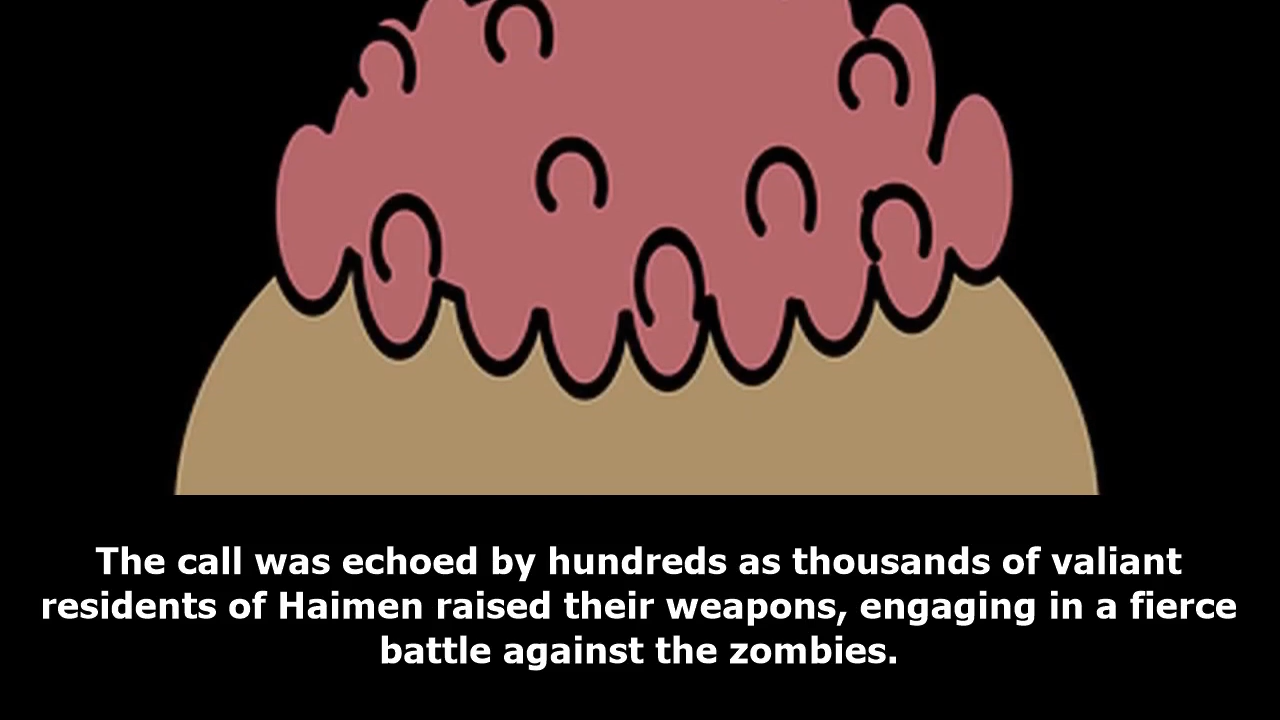 The call was echoed by hundreds as thousands of valiant
residents of Haimen raised their weapons, engaging in a fierce
battle against the zombies.